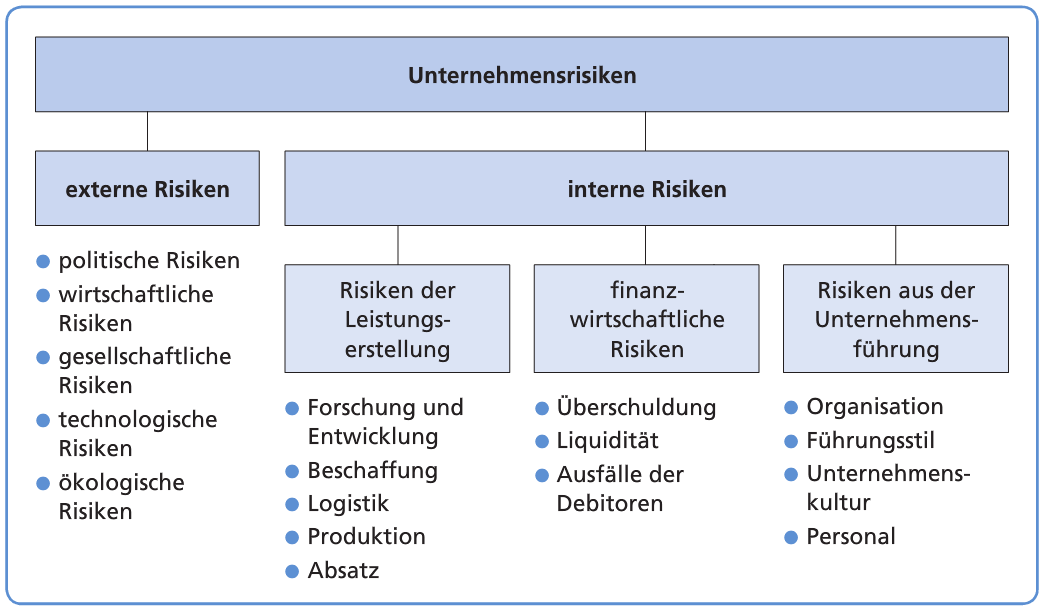 Unternehmensrisiken
externe Risiken
politische Risiken
wirtschaftliche
Risiken
gesellschaftliche
Risiken
technologische
Risiken
ökologische
Risiken
interne Risiken
Risiken der
Leistungs-
erstellung
Forschung und
Entwicklung
Beschaffung
Logistik
Produktion
Absatz
finanz-
wirtschaftliche
Risiken
Überschuldung
Liquidität
Ausfälle der
Debitoren
Risiken aus der
Unternehmens-
führung
Organisation
Führungsstil
Unternehmens-
kultur
Personal